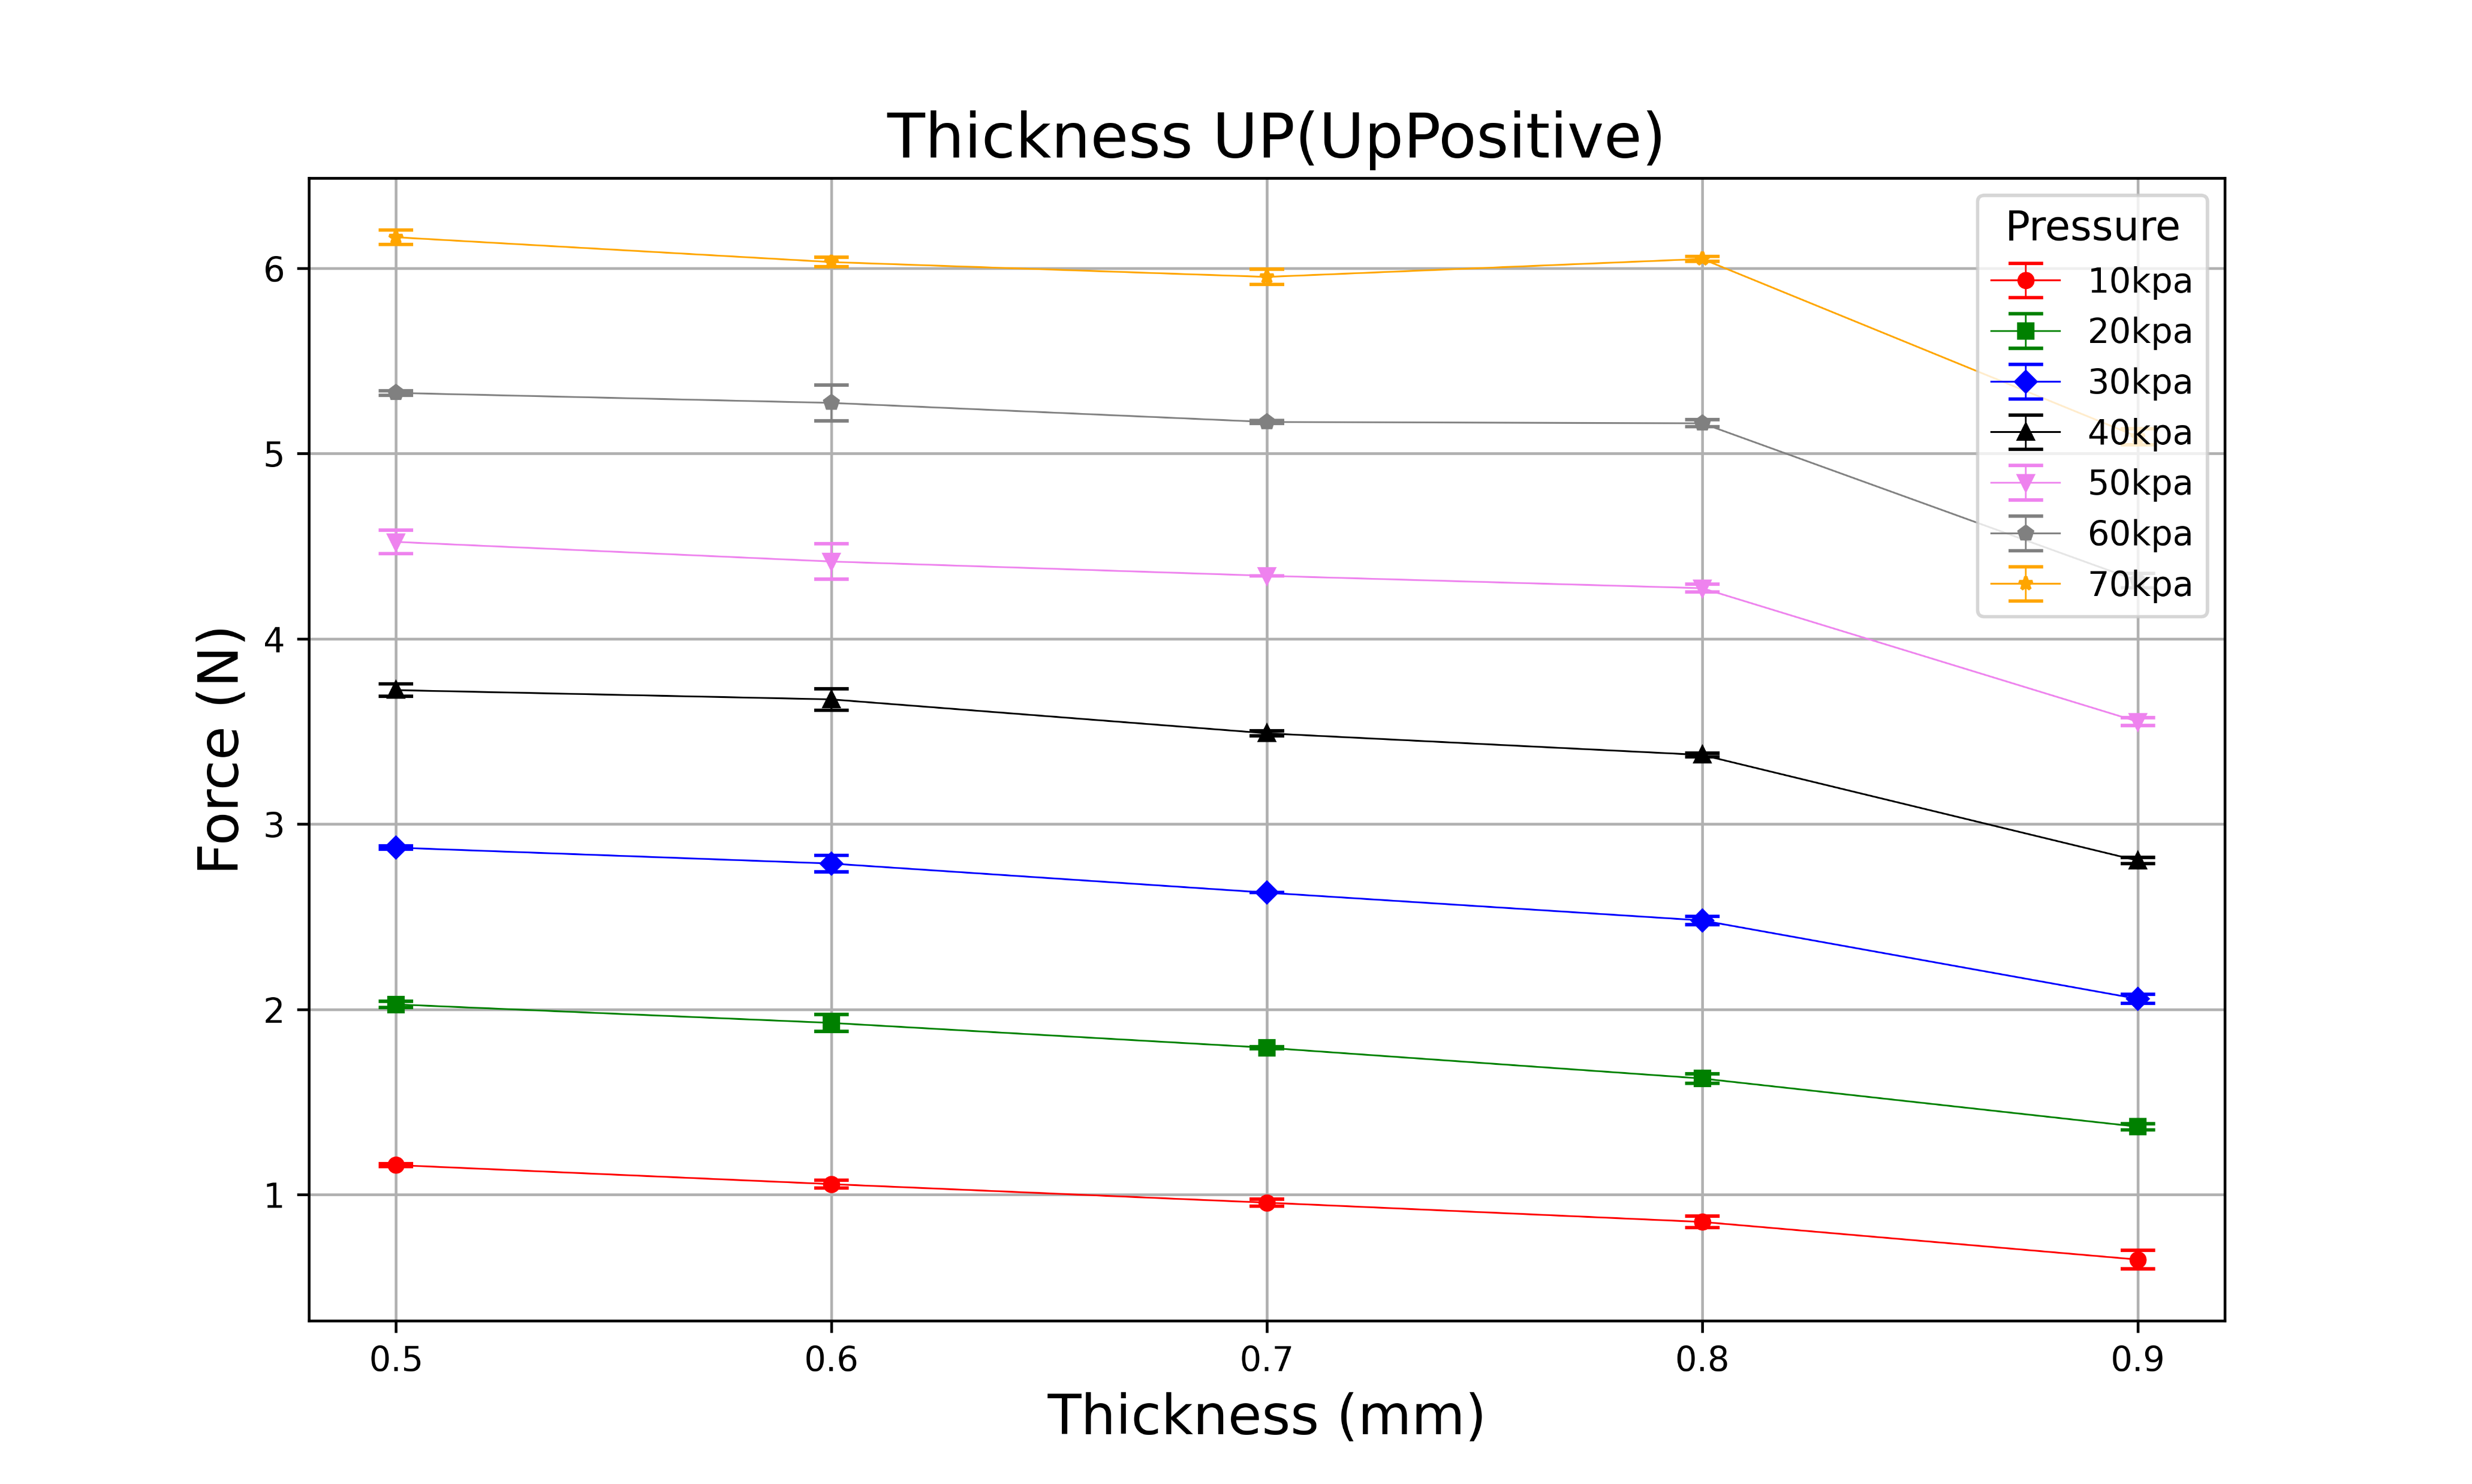 Thickness UP(UpPositive)
Pressure
10kpa
20kpa
30kpa
40kpa
50kpa
60kpa
70kpa
Force (N)
6
5
4
3
2
1
0.5 0.6 0.7 0.8 0.9
Thickness (mm)